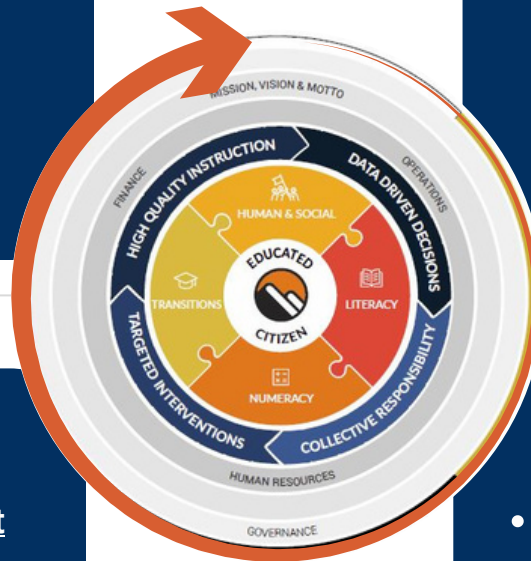 MISSION, VISION & MOTTO
FINANCE
OPERATIONS
HIGH QUALITY INSTRUCTION
DATA DRIVEN DECISIONS
HUMAN & SOCIAL
EDUCATED
CITIZEN
TRANSITIONS
LITERACY
NUMERACY
TARGETED INTERVENTIONS
COLLECTIVE RESPONSIBILITY
HUMAN RESOURCES
GOVERNANCE
t
•